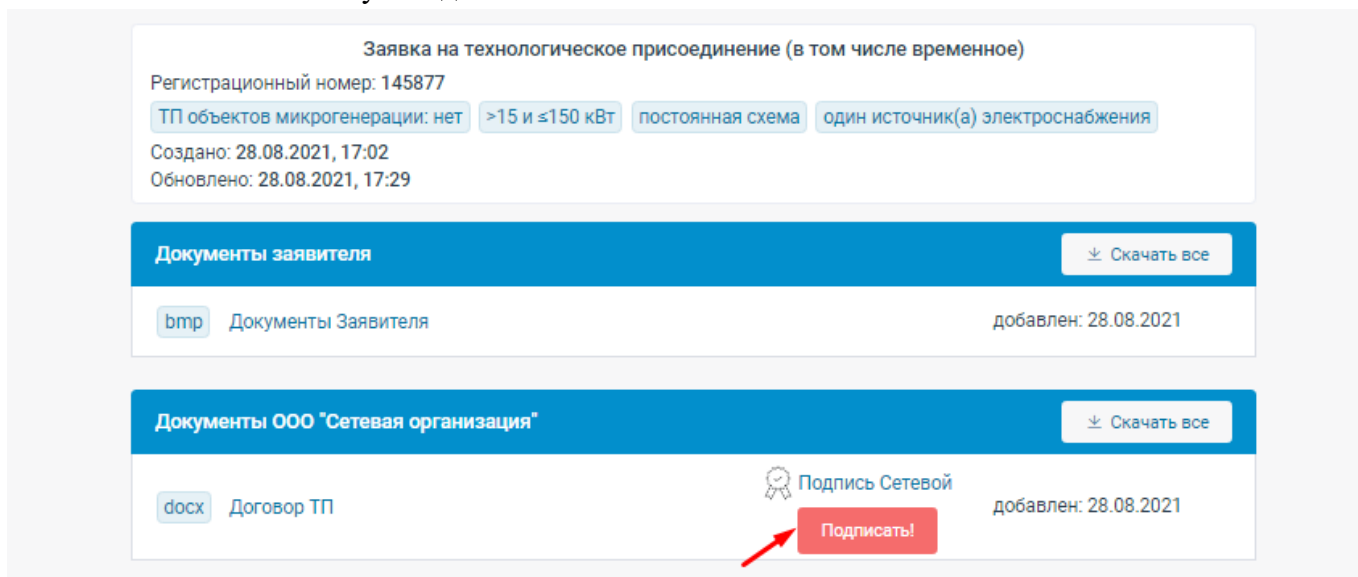 Заявка на технологическое присоединение (в том числе временное)
Регистрационный номер: 145877
ТП объектов микрогенерации: нет >15 и ≤150 кВт постоянная схема один источник(а) электроснабжения
Создано: 28.08.2021, 17:02
Обновлено: 28.08.2021, 17:29
Документы заявителя Скачать все
bmp Документы Заявителя добавлен: 28.08.2021
Документы ООО "Сетевая организация" Скачать все
Подпись Сетевой
docx Договор ТП добавлен: 28.08.2021
Подписать!